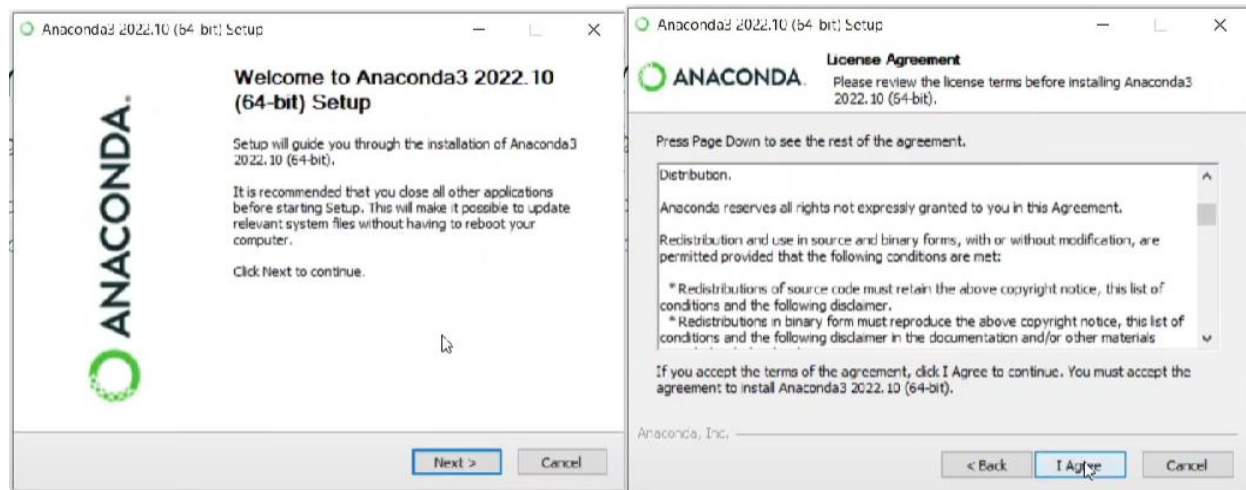 Anaconda3 2022.10 (64-bit) Setup
Welcome to Anaconda3 2022.10
(64-bit) Setup
Setup will guide you through the installation of Anaconda3
2022.10 (64-bit).
It is recommended that you close all other applications
before starting Setup. This will make it possible to update
relevant system files without having to reboot your
computer.
Click Next to continue.
ANACONDA.
Next >
Cancel
Anaconda3 2022.10 (64-bit) Setup
ANACONDA.
License Agreement
Please review the license terms before installing Anaconda3
2022.10 (64-bit).
Press Page Down to see the rest of the agreement.
Distribution.
Anaconda reserves all rights not expressly granted to you in this Agreement.
Redistribution and use in source and binary forms, with or without modification, are
permitted provided that the following conditions are met:
* Redistributions of source code must retain the above copyright notice, this list of
conditions and the following disclaimer.
* Redistributions in binary form must reproduce the above copyright notice, this list of
conditions and the following disclaimer in the documentation and/or other materials
If you accept the terms of the agreement, click I Agree to continue. You must accept the
agreement to install Anaconda3 2022.10 (64-bit).
Anaconda, Inc.
< Back
I Agree
Cancel